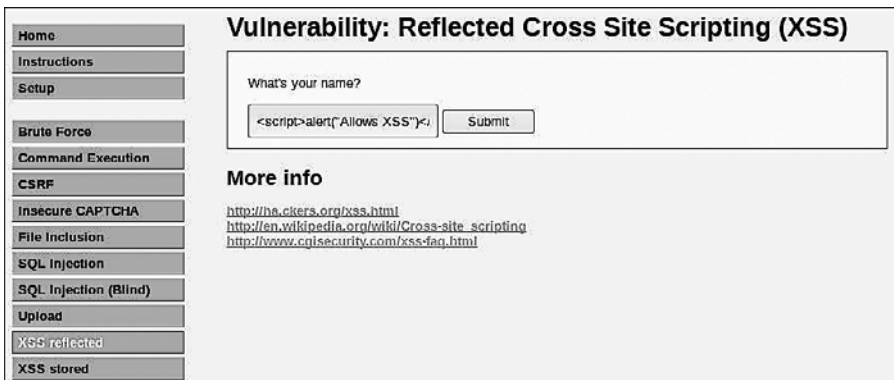 Home
Instructions
Setup
Brute Force
Command Execution
CSRF
Insecure CAPTCHA
File Inclusion
SQL Injection
SQL Injection (Blind)
Upload
XSS reflected
XSS stored
Vulnerability: Reflected Cross Site Scripting (XSS)
What's your name?
<script>alert("Allows XSS")</
Submit
More info
http://ha.ckers.org/xss.html
http://en.wikipedia.org/wiki/Cross-site_scripting
http://www.cgisecurity.com/xss-faq.html